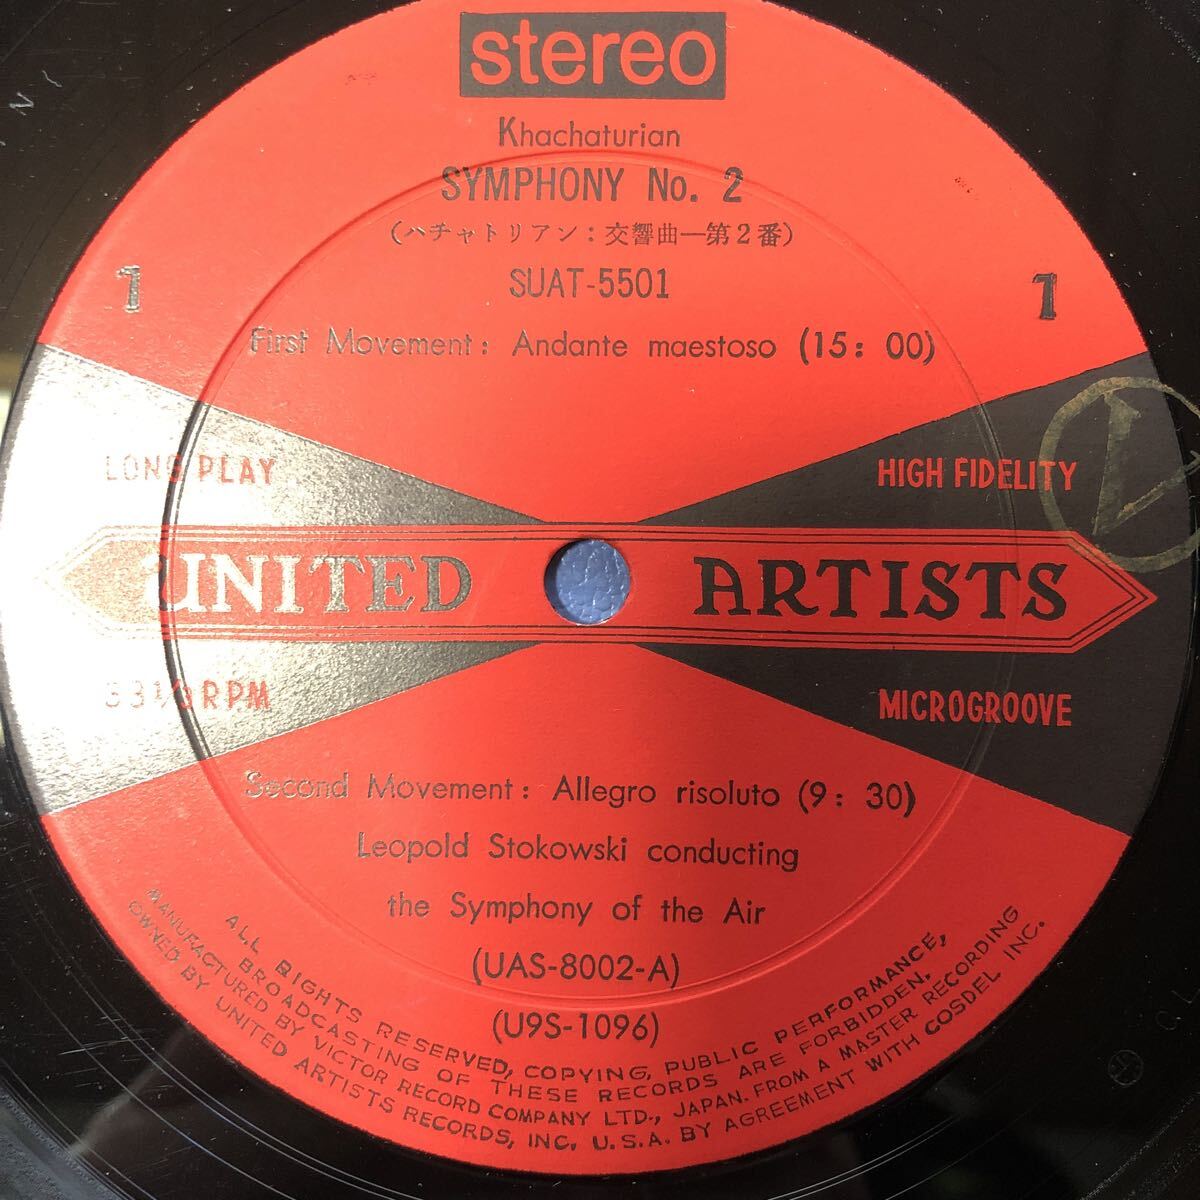 stereo
Khachaturian
SYMPHONY No. 2
(ハチャトリアン：交響曲―第２番)
SUAT-5501
1
1
First Movement: Andante maestoso (15: 00)
LONG PLAY
HIGH FIDELITY
UNITED ARTISTS
33⅓ RPM
MICROGROOVE
Second Movement: Allegro risoluto (9: 30)
Leopold Stokowski conducting
the Symphony of the Air
(UAS-8002-A)
(U9S-1096)
ALL RIGHTS RESERVED, COPYING, PUBLIC PERFORMANCE,
BROADCASTING OF THESE RECORDS ARE FORBIDDEN.
MANUFACTURED BY VICTOR RECORD COMPANY LTD., JAPAN. FROM A MASTER RECORDING
OWNED BY UNITED ARTISTS RECORDS, INC, U.S.A. BY AGREEMENT WITH COSDEL INC.